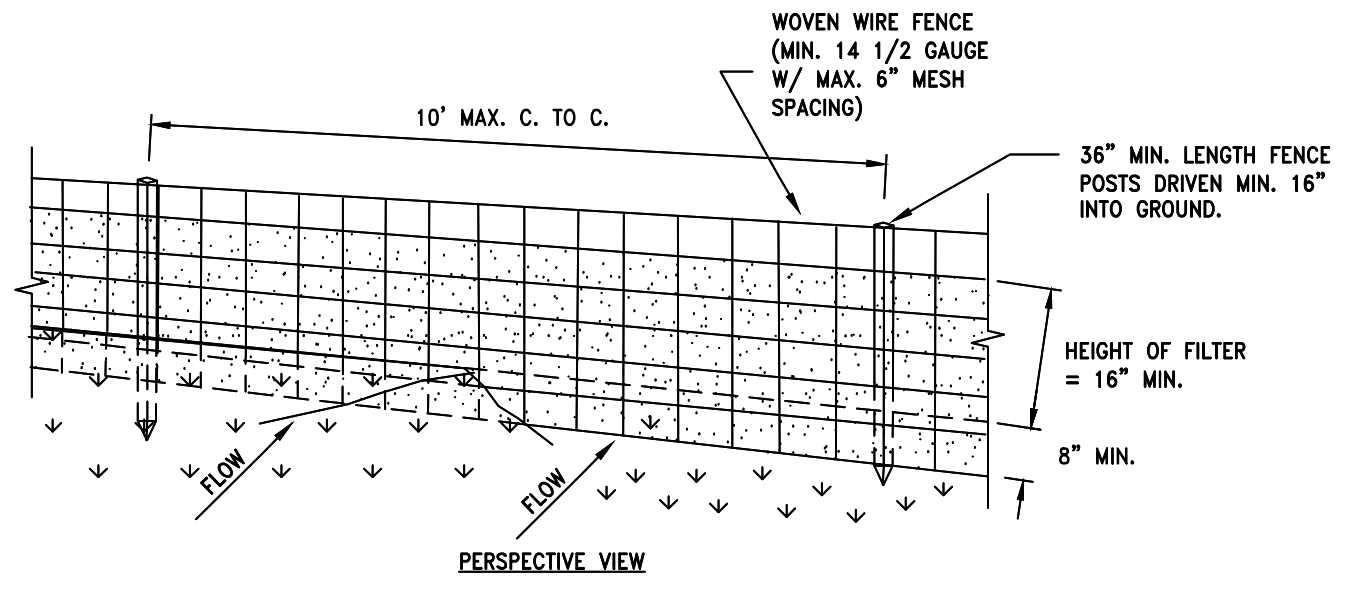 WOVEN WIRE FENCE
(MIN. 14 1/2 GAUGE
W/ MAX. 6" MESH
SPACING)
10' MAX. C. TO C.
36" MIN. LENGTH FENCE
POSTS DRIVEN MIN. 16"
INTO GROUND.
HEIGHT OF FILTER
= 16" MIN.
8" MIN.
FLOW
FLOW
PERSPECTIVE VIEW